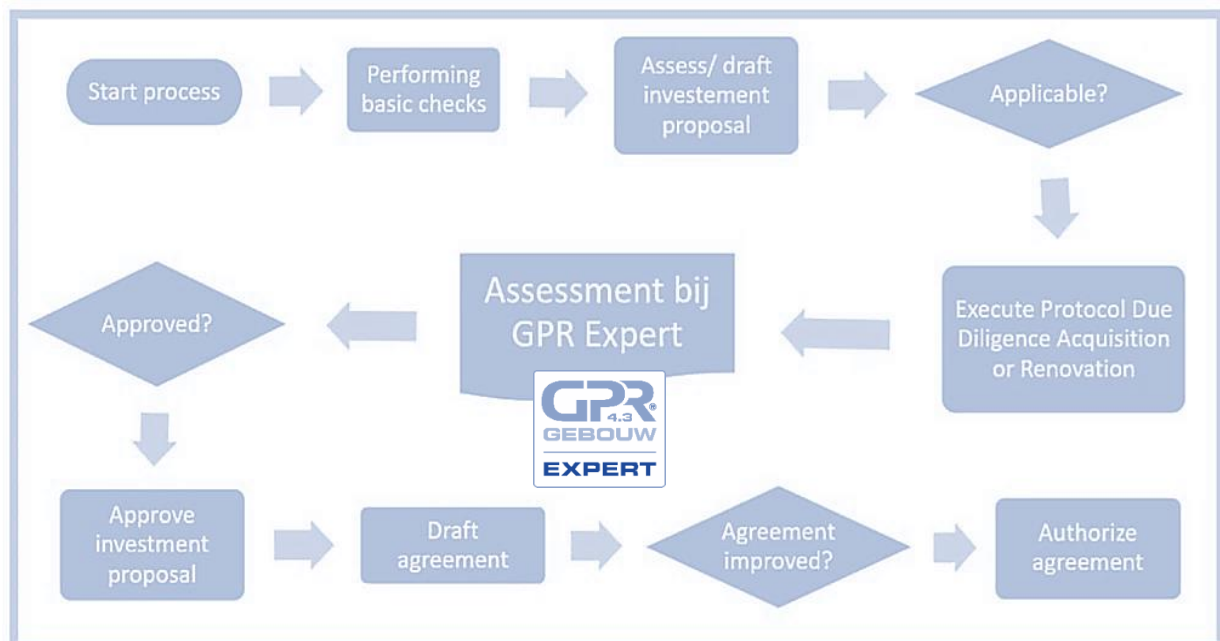 Start process
Performing
basic checks
Assess/ draft
investement
proposal
Applicable?
Execute Protocol Due
Diligence Acquisition
or Renovation
Assessment bij
GPR Expert
GPR®
4.3
GEBOUW
EXPERT
Approved?
Approve
investment
proposal
Draft
agreement
Agreement
improved?
Authorize
agreement